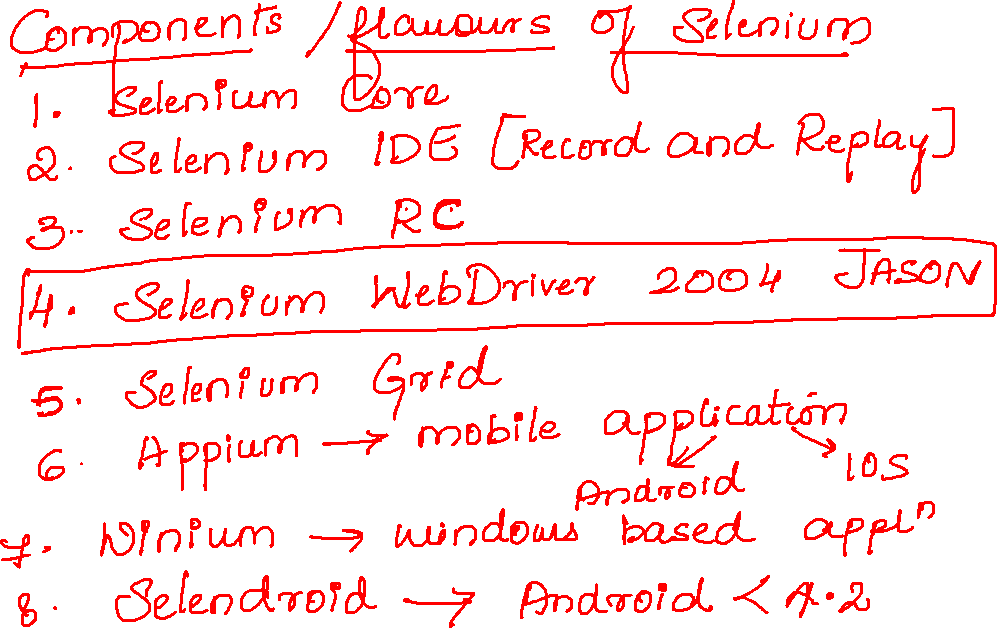 Components / flavours of Selenium
1. Selenium Core
2. Selenium IDE [Record and Replay]
3.. Selenium RC
4. Selenium WebDriver 2004 JASON
5. Selenium Grid
6. Appium → mobile application
Android IOS
7. Winium → windows based applⁿ
8. Selendroid → Android < 4.2